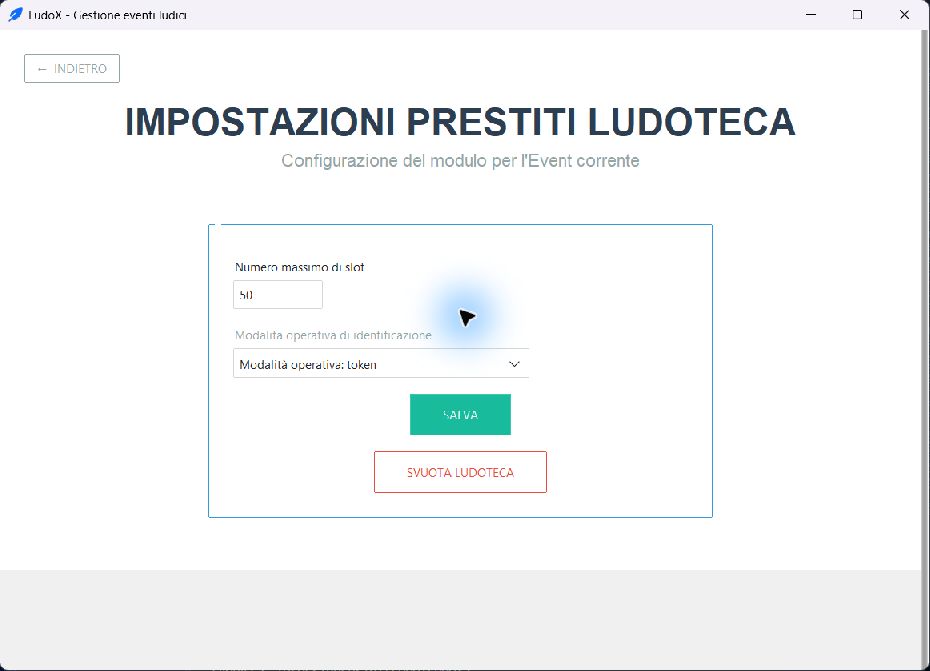 LudoX - Gestione eventi ludici
← INDIETRO
IMPOSTAZIONI PRESTITI LUDOTECA
Configurazione del modulo per l'Event corrente
Numero massimo di slot
50
Modalità operativa di identificazione
Modalità operativa: token
SALVA
SVUOTA LUDOTECA